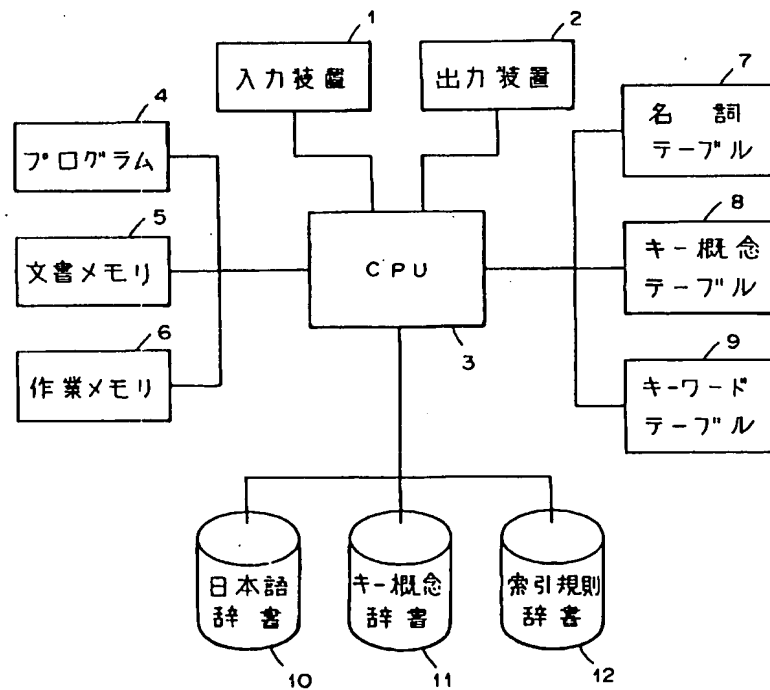 1
入力装置
2
出力装置
4
プログラム
5
文書メモリ
6
作業メモリ
CPU
3
7
名詞
テーブル
8
キー概念
テーブル
9
キーワード
テーブル
日本語
辞書
10
キー概念
辞書
11
索引規則
辞書
12